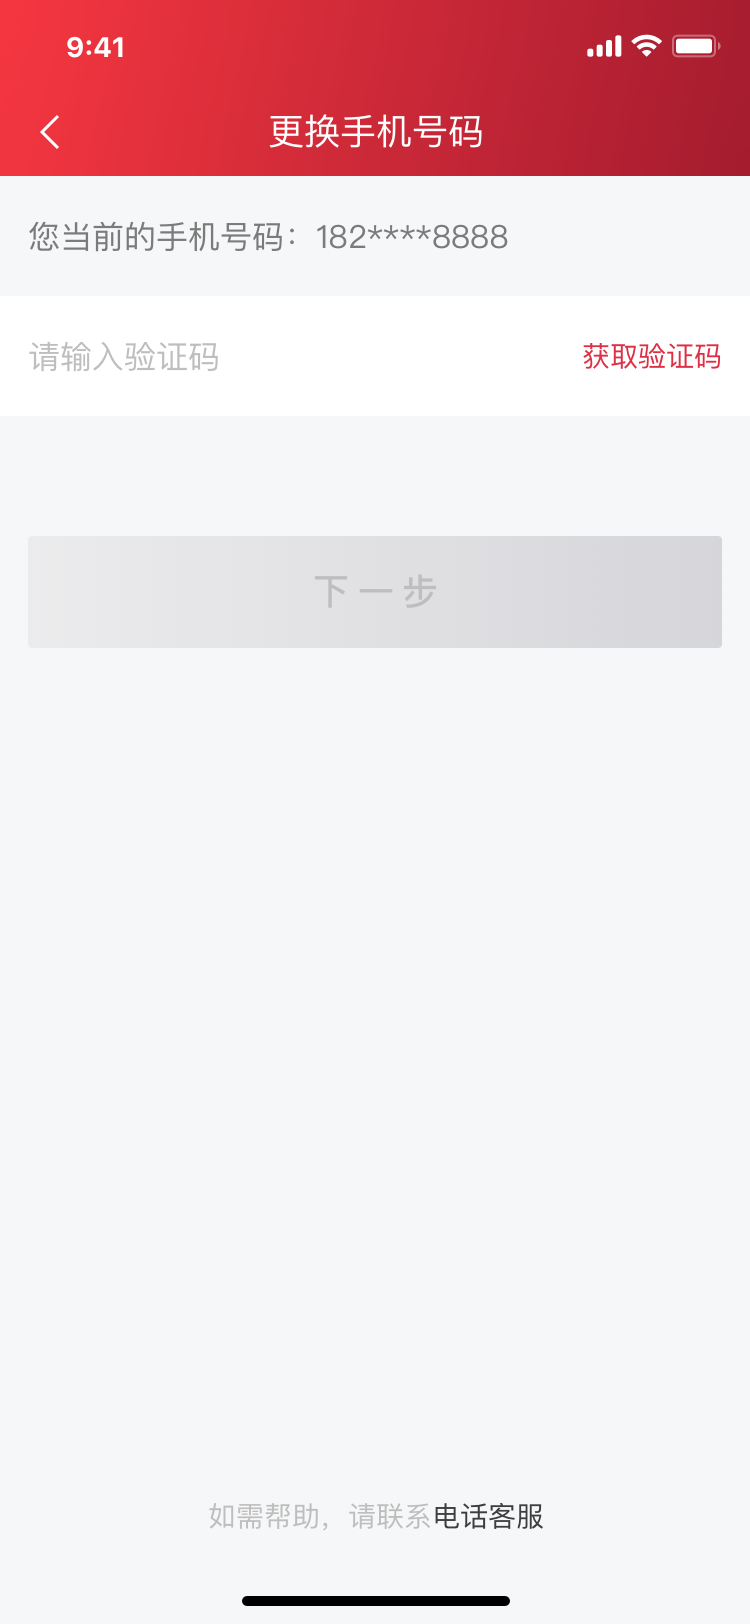 9:41
更换手机号码
您当前的手机号码：182****8888
请输入验证码 获取验证码
下一步
如需帮助，请联系电话客服